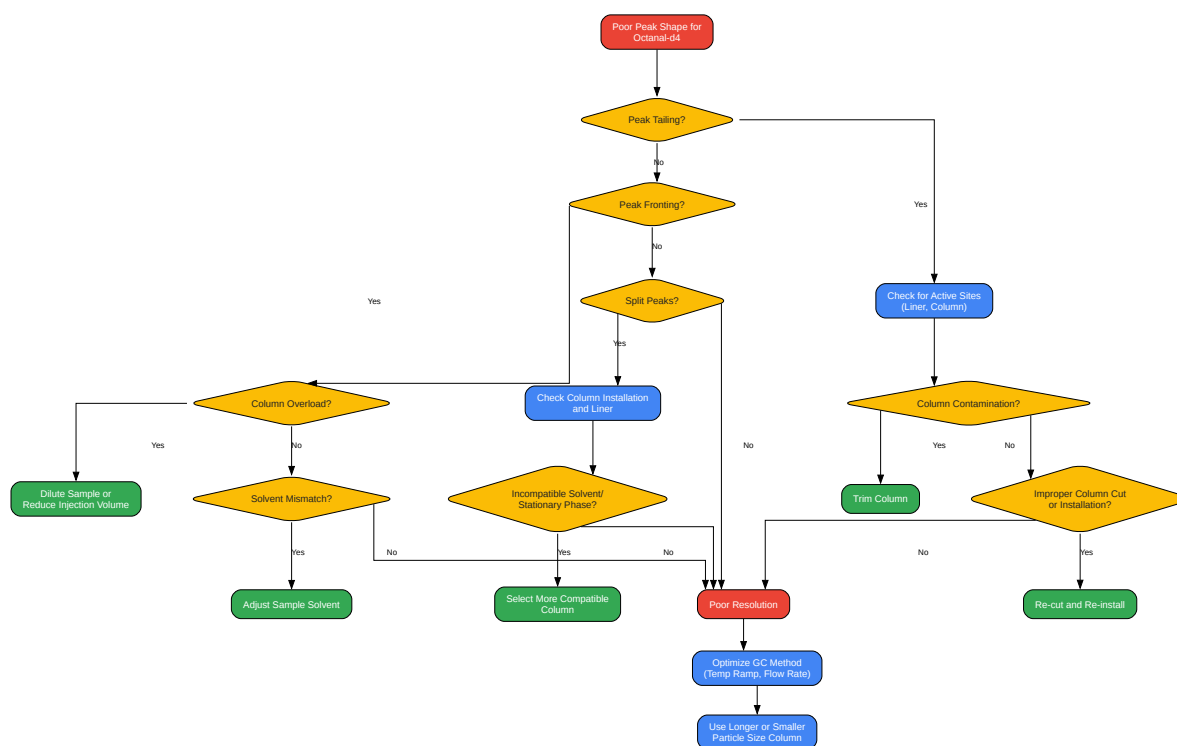 Poor Peak Shape for
Octanal-d4
Peak Tailing?
No
Peak Fronting?
Yes
No
Split Peaks?
Check for Active Sites
(Liner, Column)
Yes
Yes
Column Overload?
Check Column Installation
and Liner
Column Contamination?
Yes
No
No
Yes
No
Dilute Sample or
Reduce Injection Volume
Solvent Mismatch?
Incompatible Solvent/
Stationary Phase?
Trim Column
Improper Column Cut
or Installation?
Yes
No
Yes
No
No
Yes
Adjust Sample Solvent
Select More Compatible
Column
Poor Resolution
Re-cut and Re-install
Optimize GC Method
(Temp Ramp, Flow Rate)
Use Longer or Smaller
Particle Size Column